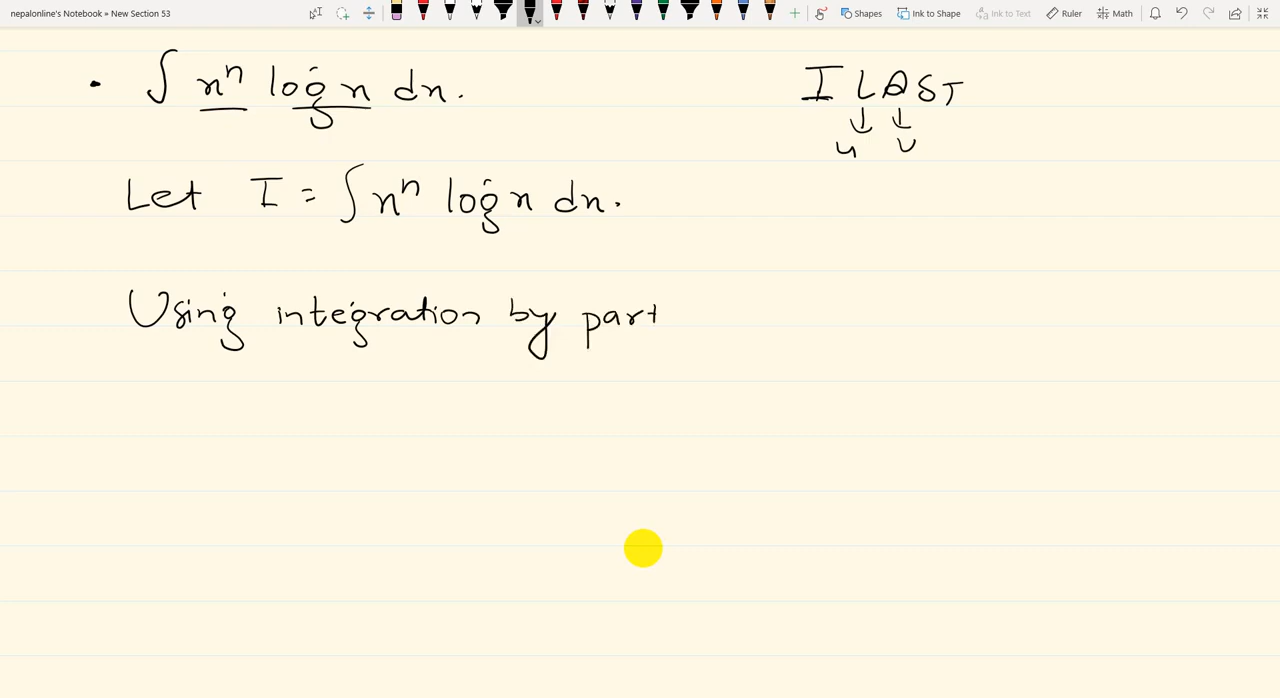 nepalonline's Notebook » New Section 53
Shapes Ink to Shape Ink to Text Ruler Math
• ∫ xⁿ log x dx. ILAST
u v
Let I = ∫ xⁿ log x dx.
Using integration by part